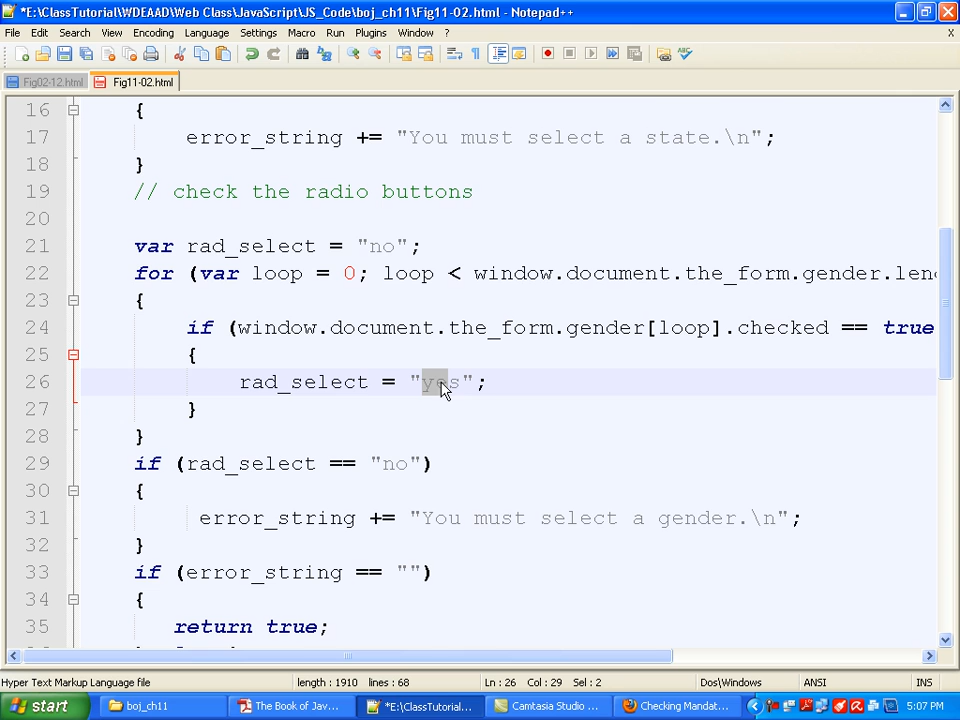 *E:\ClassTutorial\WDEAAD\Web Class\JavaScript\JS_Code\boj_ch11\Fig11-02.html - Notepad++
File Edit Search View Encoding Language Settings Macro Run Plugins Window ? X
Fig02-12.html Fig11-02.html
16 {
17 error_string += "You must select a state.\n";
18 }
19 // check the radio buttons
20
21 var rad_select = "no";
22 for (var loop = 0; loop < window.document.the_form.gender.leng
23 {
24 if (window.document.the_form.gender[loop].checked == true
25 {
26 rad_select = "yes";
27 }
28 }
29 if (rad_select == "no")
30 {
31 error_string += "You must select a gender.\n";
32 }
33 if (error_string == "")
34 {
35 return true;
Hyper Text Markup Language file length : 1910 lines : 68 Ln : 26 Col : 29 Sel : 2 Dos\Windows ANSI INS
start boj_ch11 The Book of Jav... *E:\ClassTutorial... Camtasia Studio ... Checking Mandat... 5:07 PM